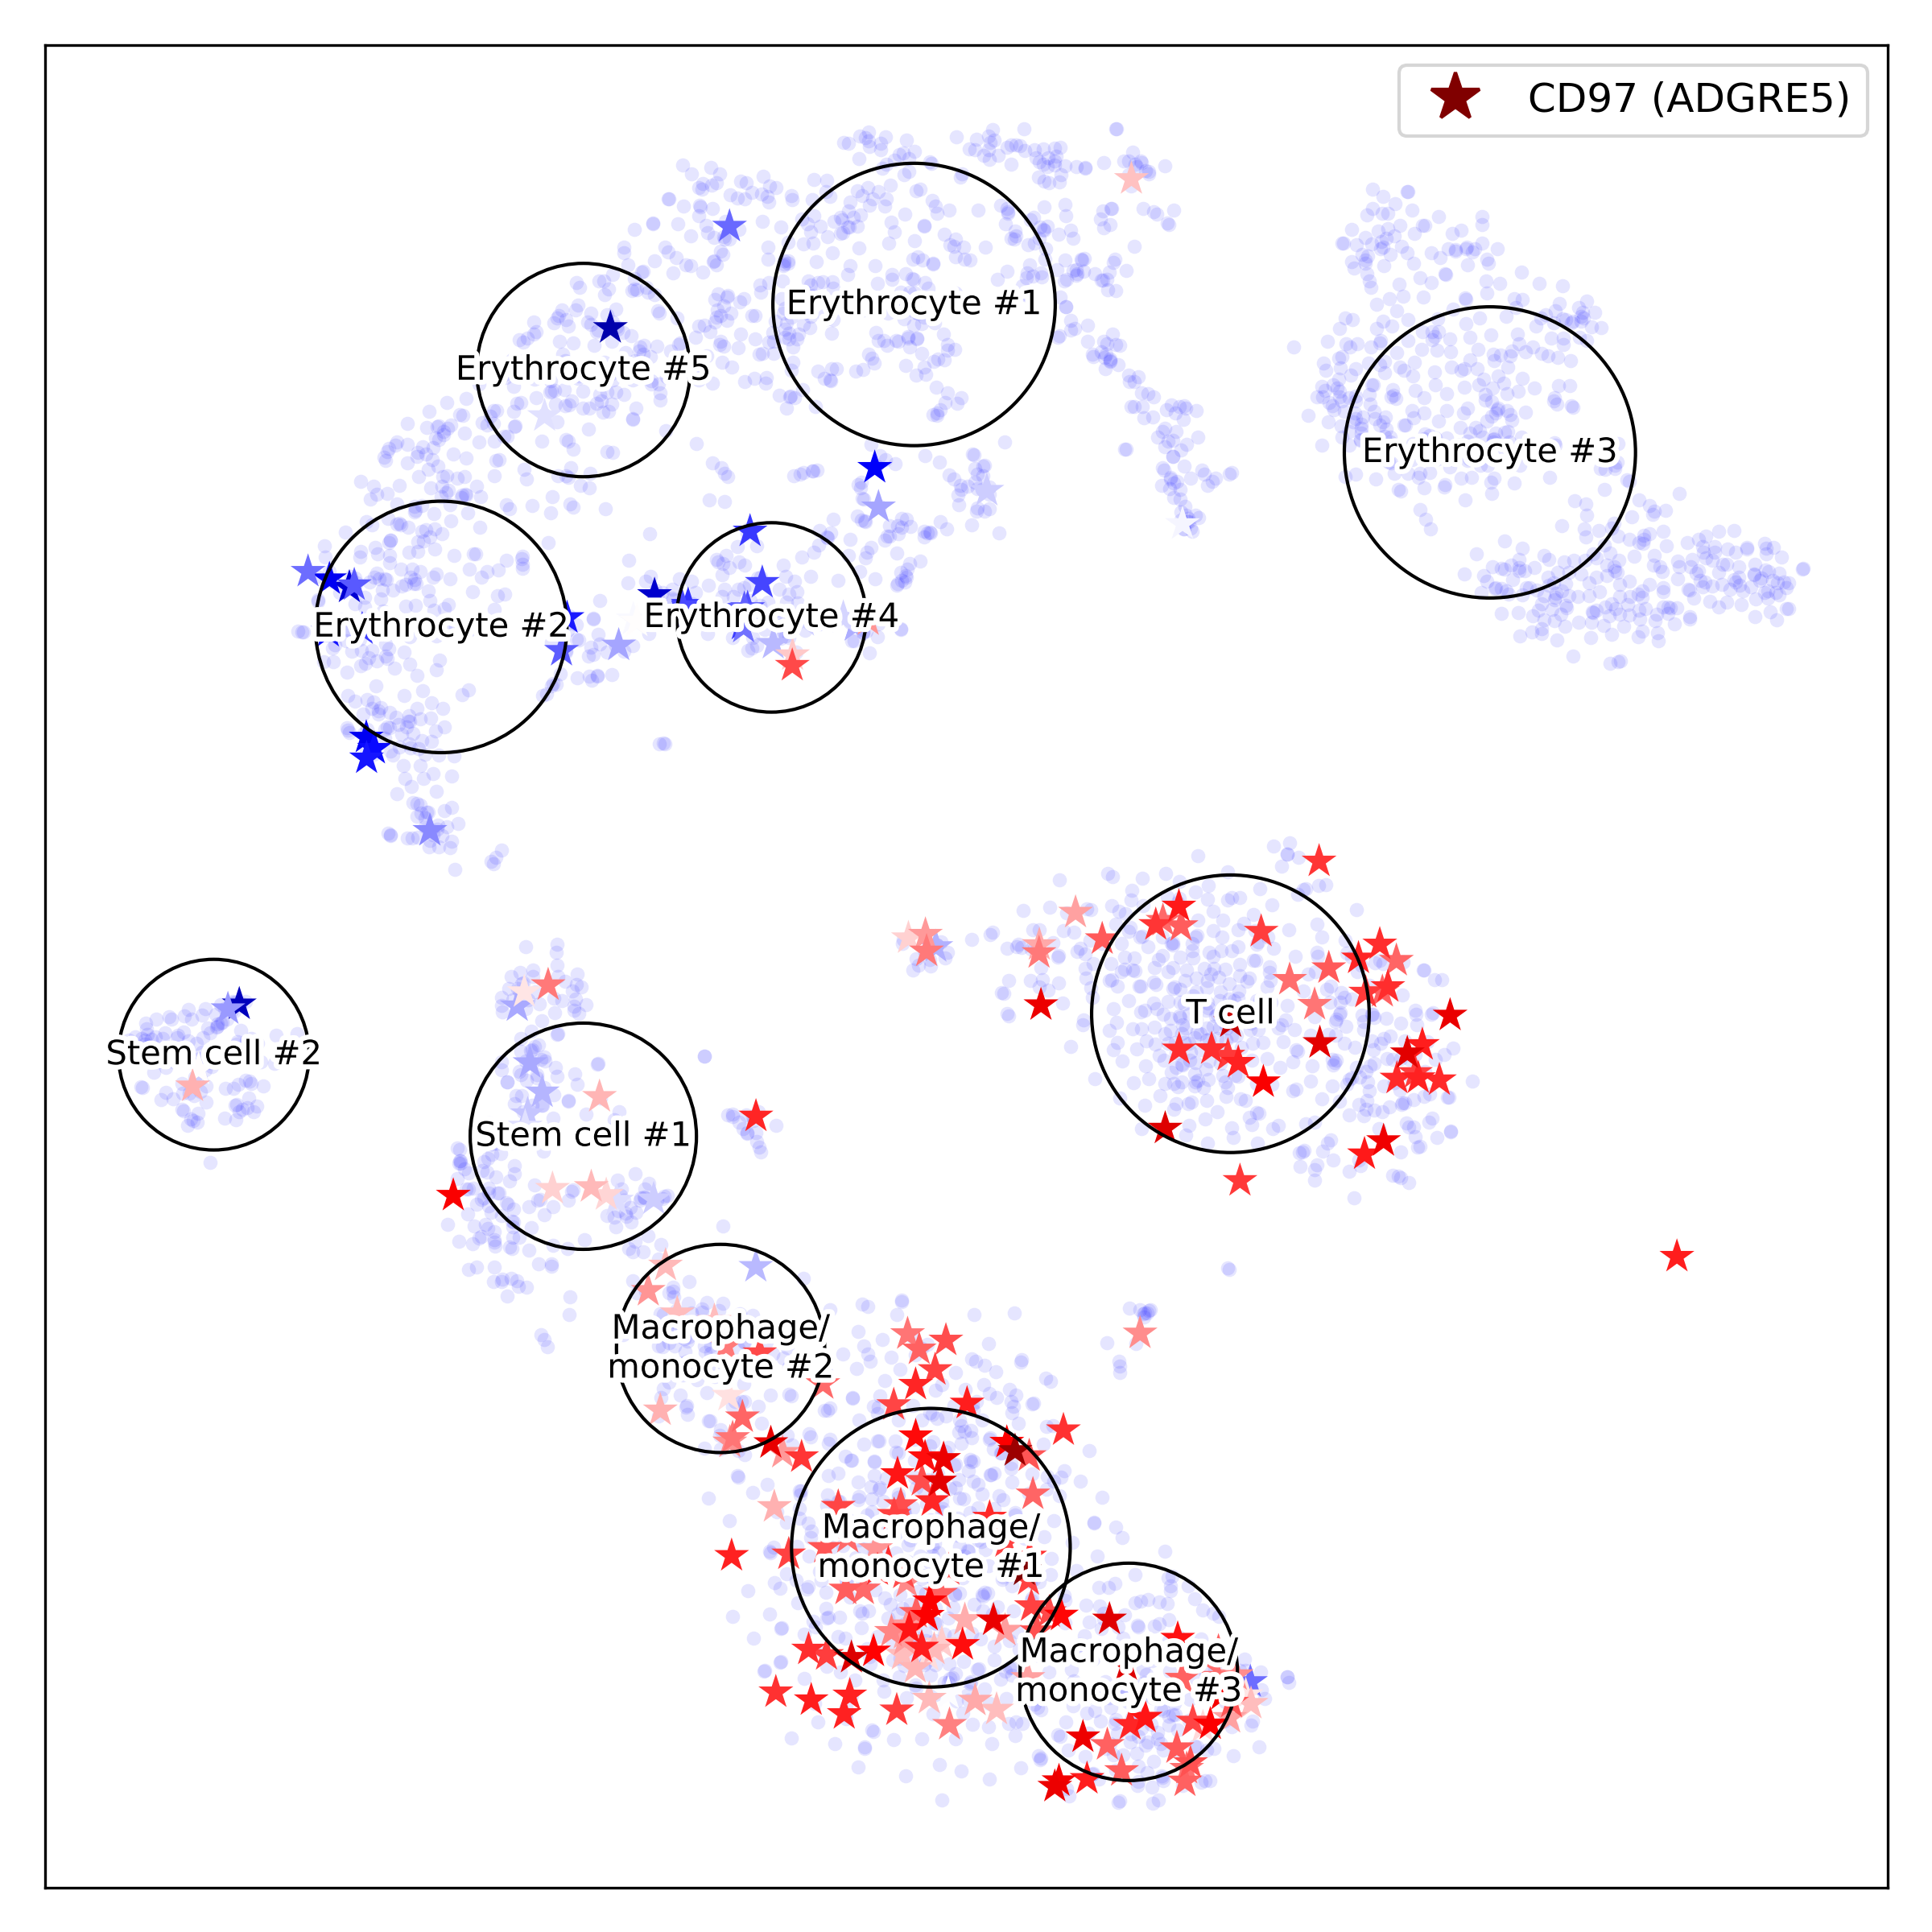 CD97 (ADGRE5)
Erythrocyte #1
Erythrocyte #5
Erythrocyte #3
Erythrocyte #4
Erythrocyte #2
T cell
Stem cell #2
Stem cell #1
Macrophage/
monocyte #2
Macrophage/
monocyte #1
Macrophage/
monocyte #3